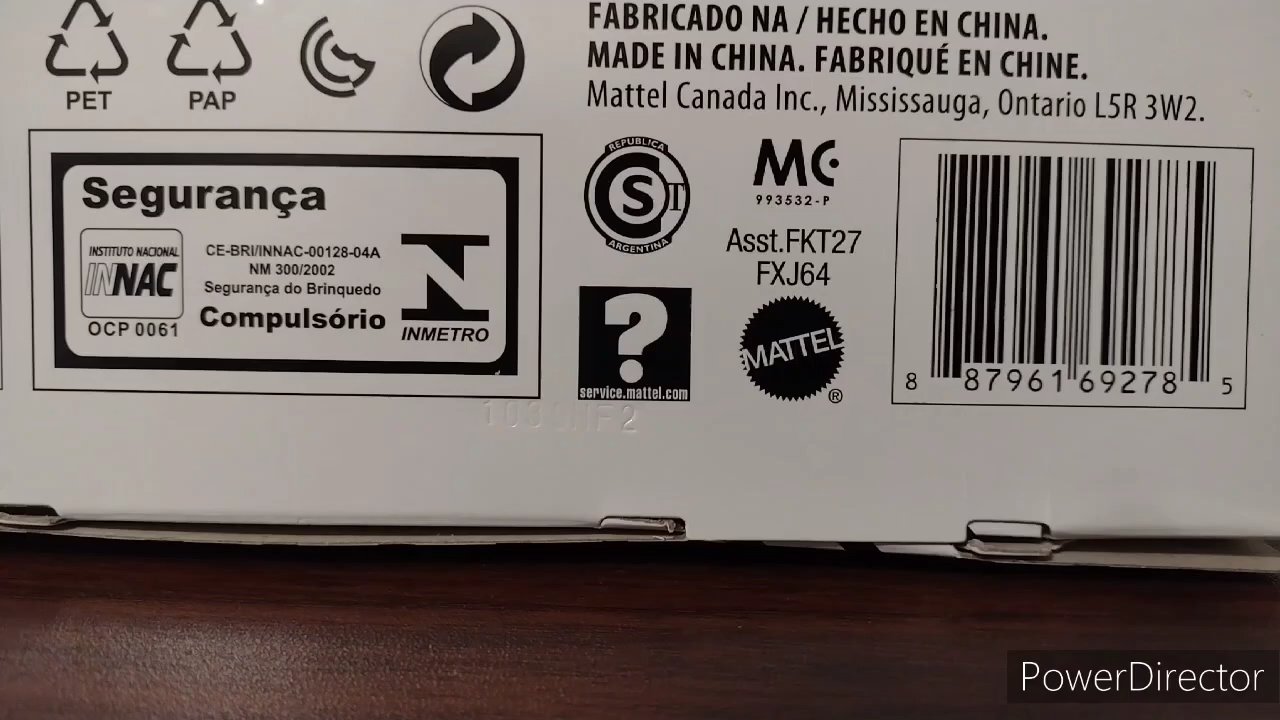 PET
PAP
FABRICADO NA / HECHO EN CHINA.
MADE IN CHINA. FABRIQUÉ EN CHINE.
Mattel Canada Inc., Mississauga, Ontario L5R 3W2.
Segurança
INSTITUTO NACIONAL
INNAC
OCP 0061
CE-BRI/INNAC-00128-04A
NM 300/2002
Segurança do Brinquedo
Compulsório
INMETRO
REPUBLICA
S T
ARGENTINA
?
service.mattel.com
MC
993532-P
Asst.FKT27
FXJ64
MATTEL
®
8 87961 69278 5
PowerDirector